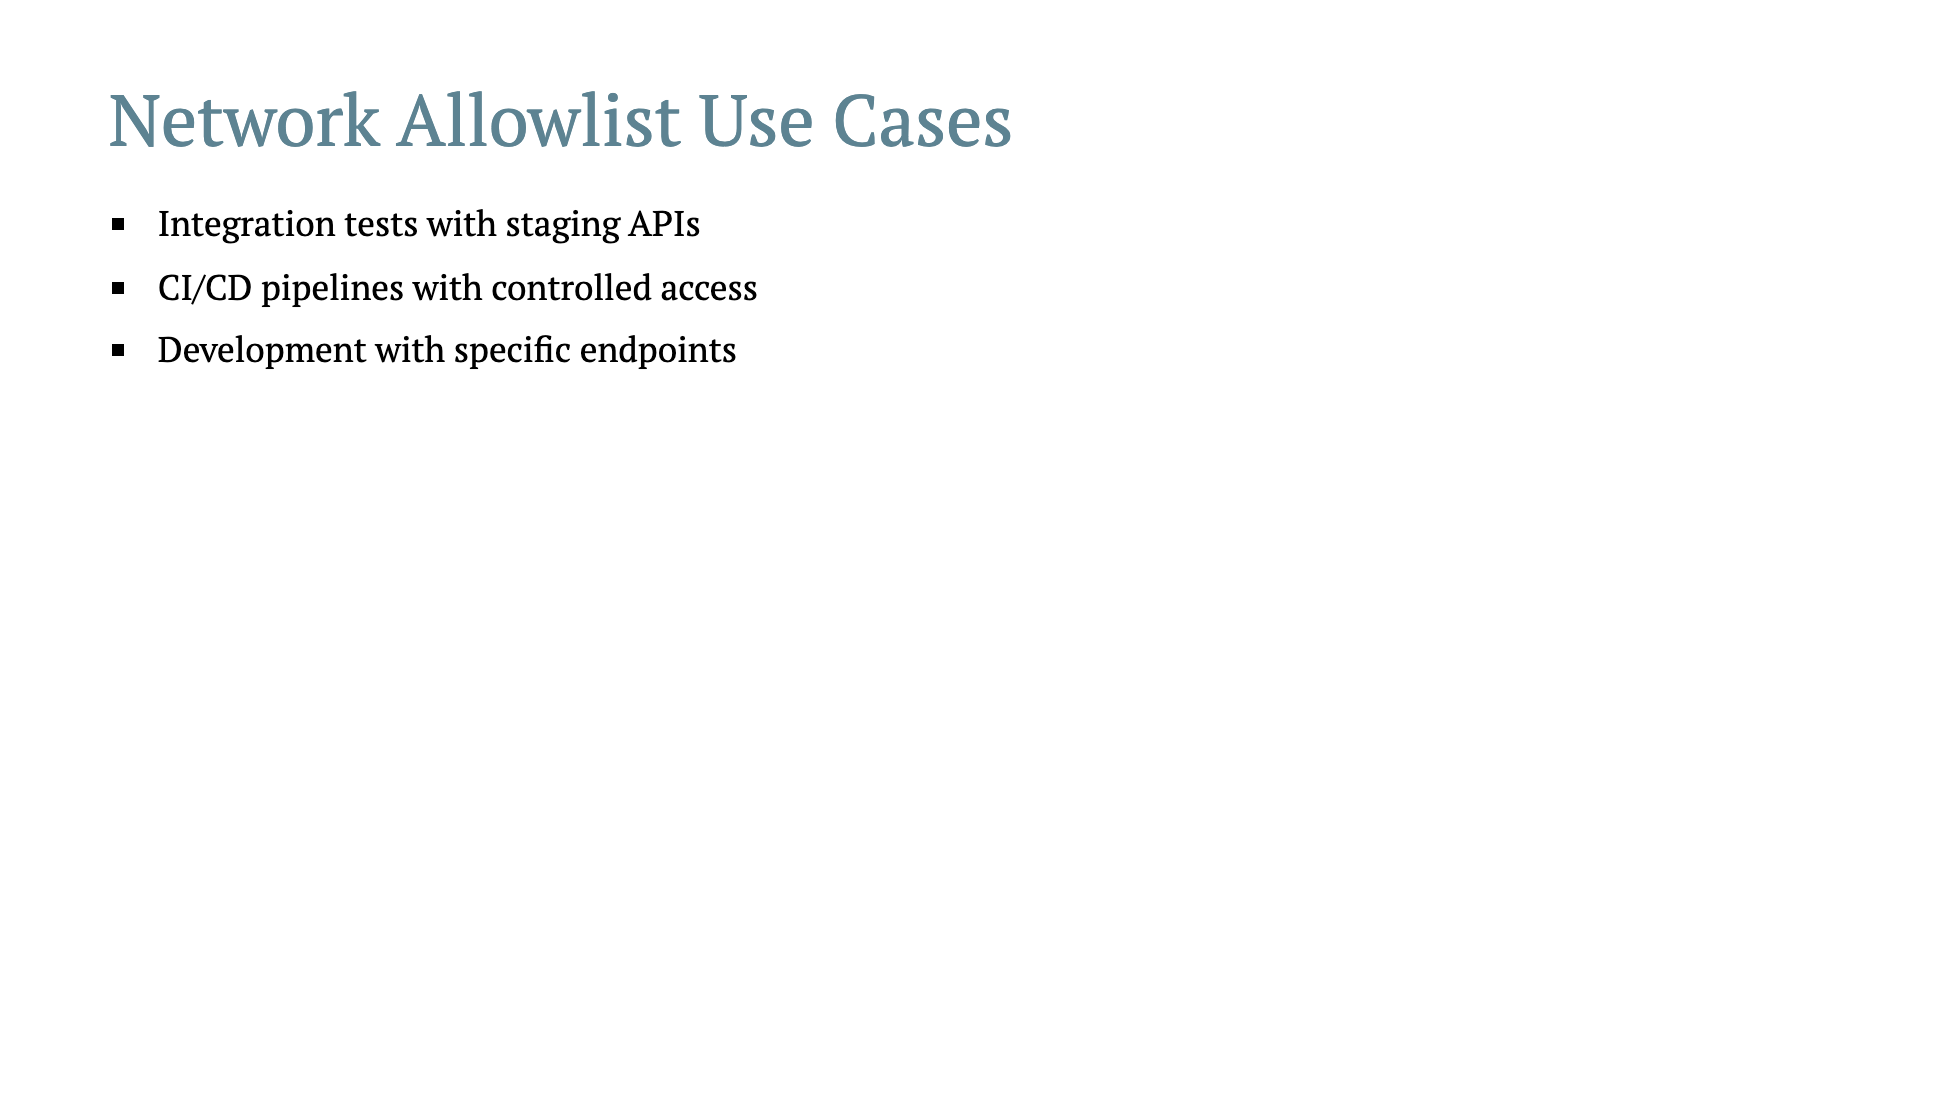 Network Allowlist Use Cases
▪ Integration tests with staging APIs
▪ CI/CD pipelines with controlled access
▪ Development with specific endpoints